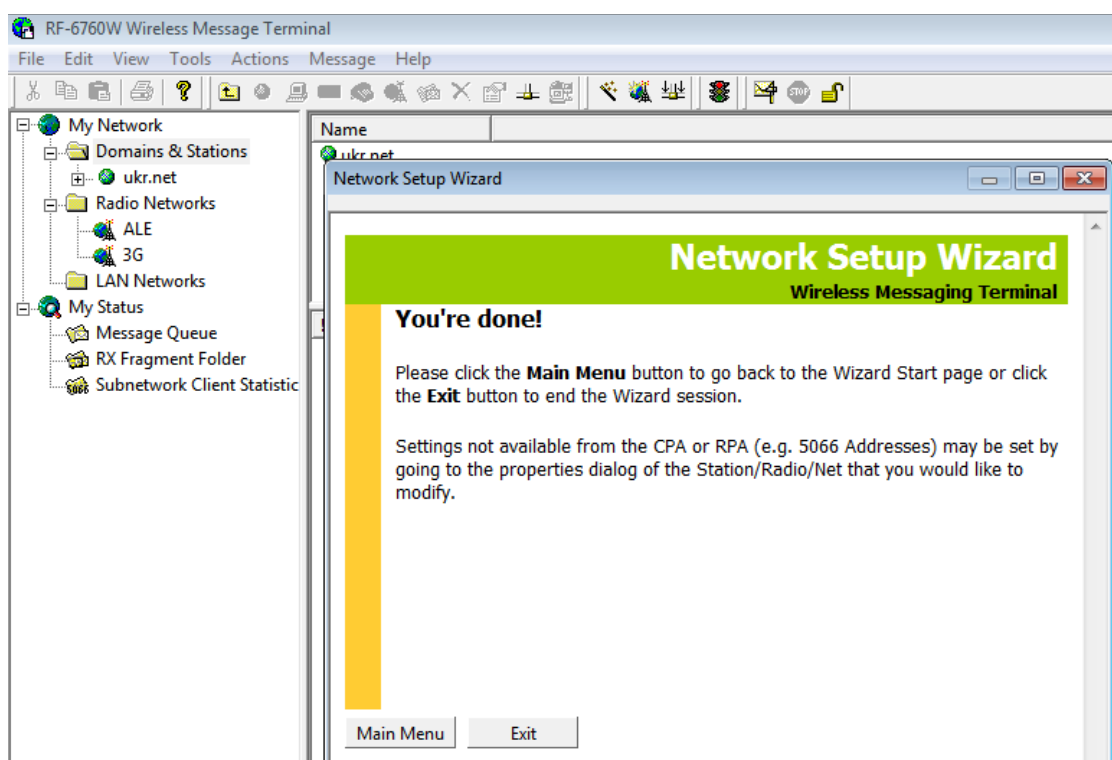 RF-6760W Wireless Message Terminal
File Edit View Tools Actions Message Help
My Network
Domains & Stations
ukr.net
Radio Networks
ALE
3G
LAN Networks
My Status
Message Queue
RX Fragment Folder
Subnetwork Client Statistic
Name
ukr.net
Network Setup Wizard
Network Setup Wizard
Wireless Messaging Terminal
You're done!
Please click the Main Menu button to go back to the Wizard Start page or click
the Exit button to end the Wizard session.
Settings not available from the CPA or RPA (e.g. 5066 Addresses) may be set by
going to the properties dialog of the Station/Radio/Net that you would like to
modify.
Main Menu Exit